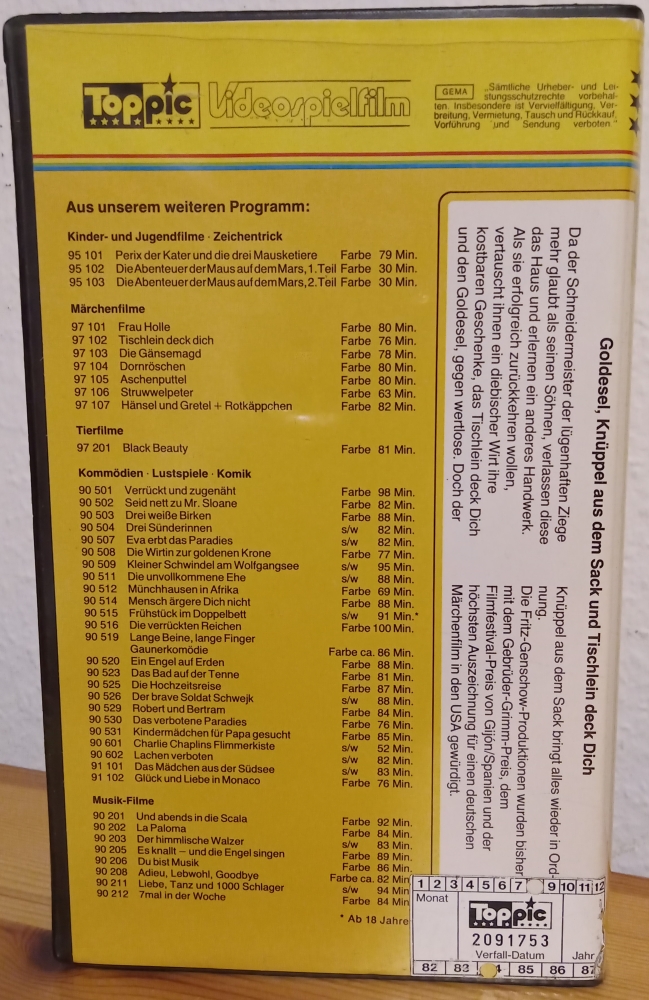 Toppic Videospielfilm
GEMA „Sämtliche Urheber- und Lei-
stungsschutzrechte vorbehal-
ten. Insbesondere ist Vervielfältigung, Ver-
breitung, Vermietung, Tausch und Rückkauf,
Vorführung und Sendung verboten.“
Aus unserem weiteren Programm:
Kinder- und Jugendfilme · Zeichentrick
95 101 Perix der Kater und die drei Mausketiere Farbe 79 Min.
95 102 Die Abenteuer der Maus auf dem Mars, 1. Teil Farbe 30 Min.
95 103 Die Abenteuer der Maus auf dem Mars, 2. Teil Farbe 30 Min.
Märchenfilme
97 101 Frau Holle Farbe 80 Min.
97 102 Tischlein deck dich Farbe 76 Min.
97 103 Die Gänsemagd Farbe 78 Min.
97 104 Dornröschen Farbe 80 Min.
97 105 Aschenputtel Farbe 80 Min.
97 106 Struwwelpeter Farbe 63 Min.
97 107 Hänsel und Gretel + Rotkäppchen Farbe 82 Min.
Tierfilme
97 201 Black Beauty Farbe 81 Min.
Kommödien · Lustspiele · Komik
90 501 Verrückt und zugenäht Farbe 98 Min.
90 502 Seid nett zu Mr. Sloane Farbe 82 Min.
90 503 Drei weiße Birken Farbe 88 Min.
90 504 Drei Sünderinnen s/w 82 Min.
90 507 Eva erbt das Paradies s/w 82 Min.
90 508 Die Wirtin zur goldenen Krone Farbe 77 Min.
90 509 Kleiner Schwindel am Wolfgangsee s/w 95 Min.
90 511 Die unvollkommene Ehe s/w 88 Min.
90 512 Münchhausen in Afrika Farbe 69 Min.
90 514 Mensch ärgere Dich nicht Farbe 88 Min.
90 515 Frühstück im Doppelbett s/w 91 Min.*
90 516 Die verrückten Reichen Farbe 100 Min.
90 519 Lange Beine, lange Finger
Gaunerkomödie Farbe ca. 86 Min.
90 520 Ein Engel auf Erden Farbe 88 Min.
90 523 Das Bad auf der Tenne Farbe 81 Min.
90 525 Die Hochzeitsreise Farbe 87 Min.
90 526 Der brave Soldat Schwejk s/w 88 Min.
90 529 Robert und Bertram Farbe 84 Min.
90 530 Das verbotene Paradies Farbe 76 Min.
90 531 Kindermädchen für Papa gesucht Farbe 85 Min.
90 601 Charlie Chaplins Flimmerkiste s/w 52 Min.
90 602 Lachen verboten s/w 82 Min.
91 101 Das Mädchen aus der Südsee s/w 83 Min.
91 102 Glück und Liebe in Monaco Farbe 76 Min.
Musik-Filme
90 201 Und abends in die Scala Farbe 92 Min.
90 202 La Paloma Farbe 84 Min.
90 203 Der himmlische Walzer s/w 83 Min.
90 205 Es knallt – und die Engel singen Farbe 89 Min.
90 206 Du bist Musik Farbe 86 Min.
90 208 Adieu, Lebwohl, Goodbye Farbe ca. 82 Min
90 211 Liebe, Tanz und 1000 Schlager s/w 94 Min
90 212 7mal in der Woche Farbe 84 Min
* Ab 18 Jahre
Goldesel, Knüppel aus dem Sack und Tischlein deck Dich
Da der Schneidermeister der lügenhaften Ziege
mehr glaubt als seinen Söhnen, verlassen diese
das Haus und erlernen ein anderes Handwerk.
Als sie erfolgreich zurückkehren wollen,
vertauscht ihnen ein diebischer Wirt ihre
kostbaren Geschenke, das Tischlein deck Dich
und den Goldesel, gegen wertlose. Doch der
Knüppel aus dem Sack bringt alles wieder in Ord-
nung.
Die Fritz-Genschow-Produktionen wurden bisher
mit dem Gebrüder-Grimm-Preis, dem
Filmfestival-Preis von Gijón/Spanien und der
höchsten Auszeichnung für einen deutschen
Märchenfilm in den USA gewürdigt.
1 2 3 4 5 6 7 9 10 11 12
Monat
Toppic
2091753
Verfall-Datum Jahr
82 83 85 86 87